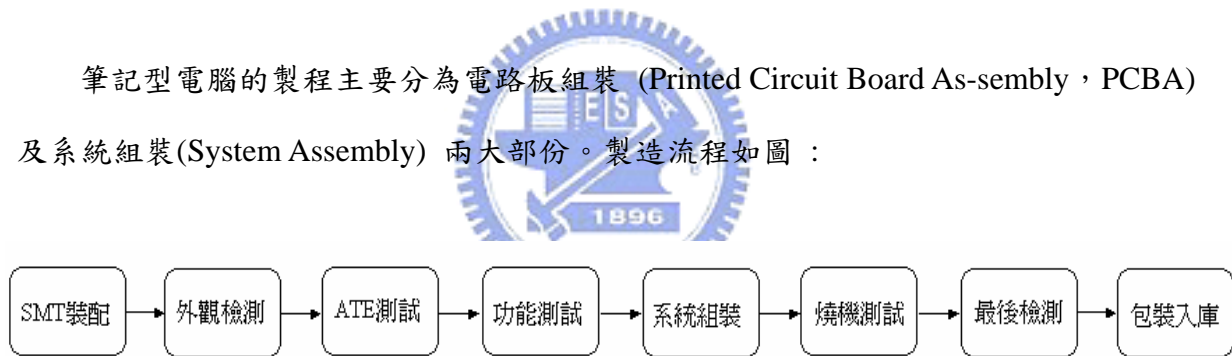 筆記型電腦的製程主要分為電路板組裝 (Printed Circuit Board As-sembly，PCBA)
及系統組裝(System Assembly) 兩大部份。製造流程如圖 :
E S A
1896
SMT裝配 外觀檢測 ATE測試 功能測試 系統組裝 燒機測試 最後檢測 包裝入庫